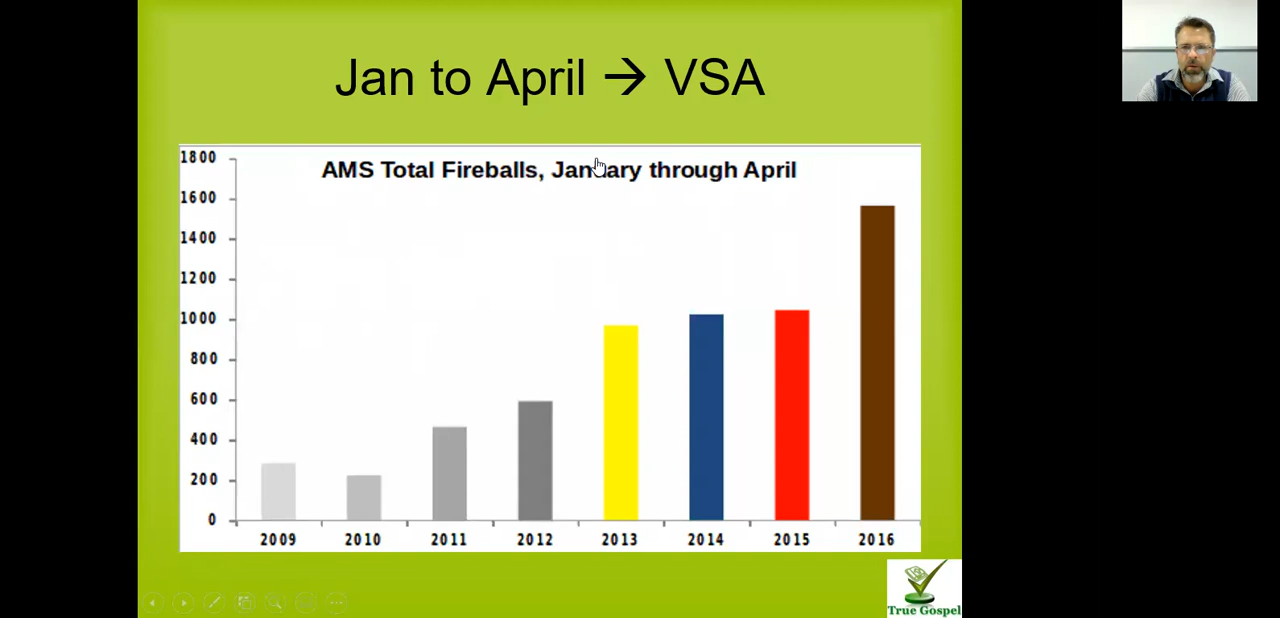 Jan to April → VSA
AMS Total Fireballs, January through April
1800
1600
1400
1200
1000
800
600
400
200
0
2009 2010 2011 2012 2013 2014 2015 2016
True Gospel